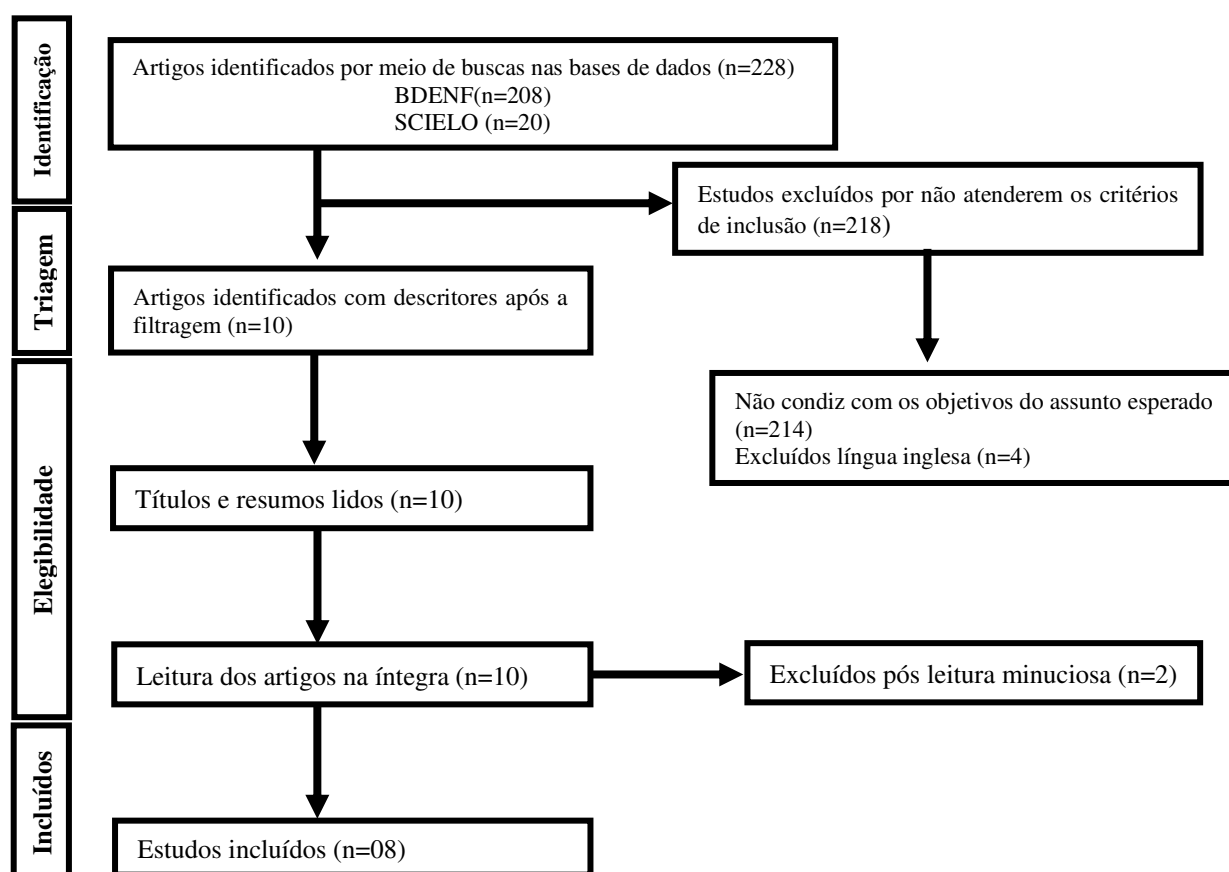 Identificação
Artigos identificados por meio de buscas nas bases de dados (n=228)
BDENF(n=208)
SCIELO (n=20)
Estudos excluídos por não atenderem os critérios
de inclusão (n=218)
Triagem
Artigos identificados com descritores após a
filtragem (n=10)
Não condiz com os objetivos do assunto esperado
(n=214)
Excluídos língua inglesa (n=4)
Elegibilidade
Títulos e resumos lidos (n=10)
Leitura dos artigos na íntegra (n=10)
Excluídos pós leitura minuciosa (n=2)
Incluídos
Estudos incluídos (n=08)